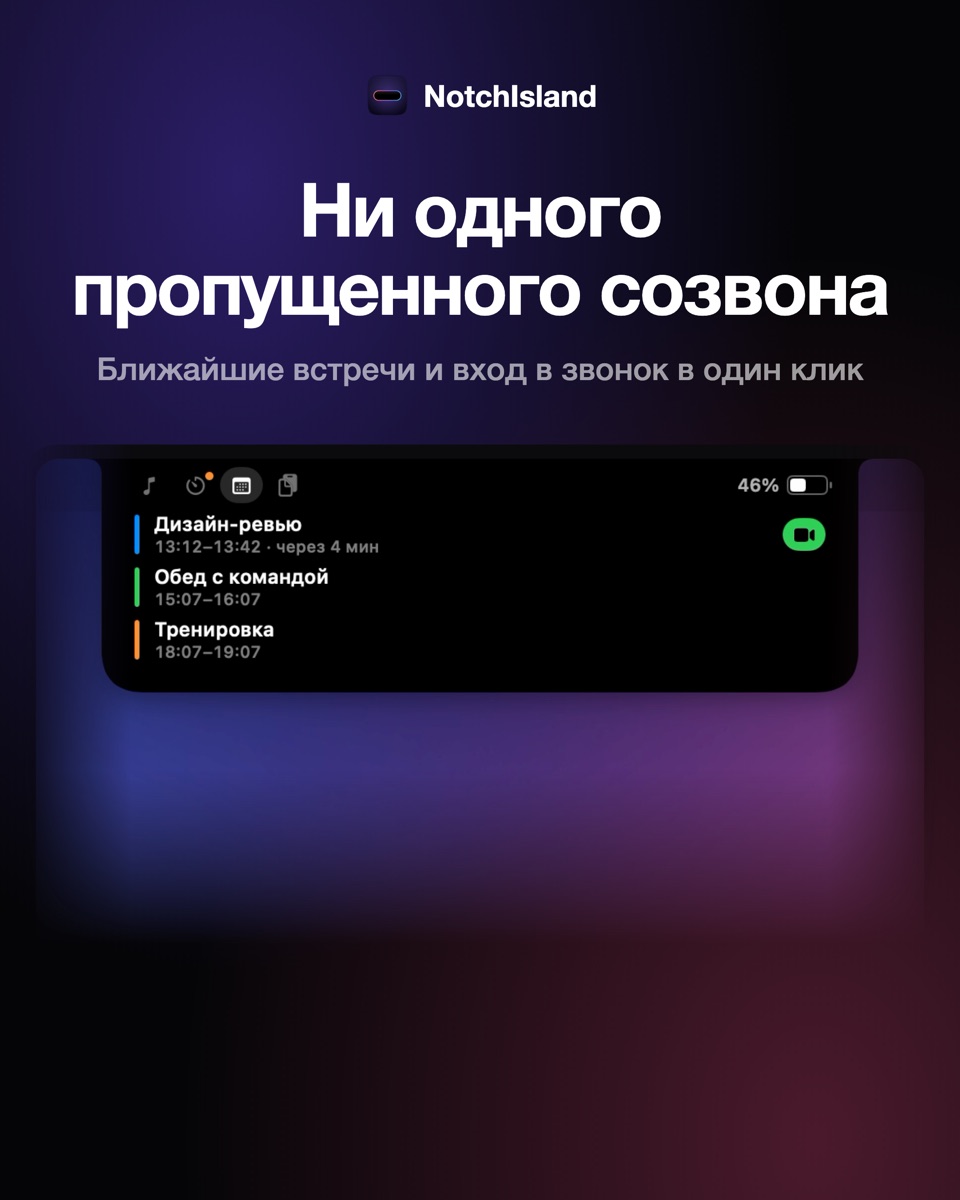 NotchIsland
Ни одного
пропущенного созвона
Ближайшие встречи и вход в звонок в один клик
46%
Дизайн-ревью
13:12–13:42 · через 4 мин
Обед с командой
15:07–16:07
Тренировка
18:07–19:07